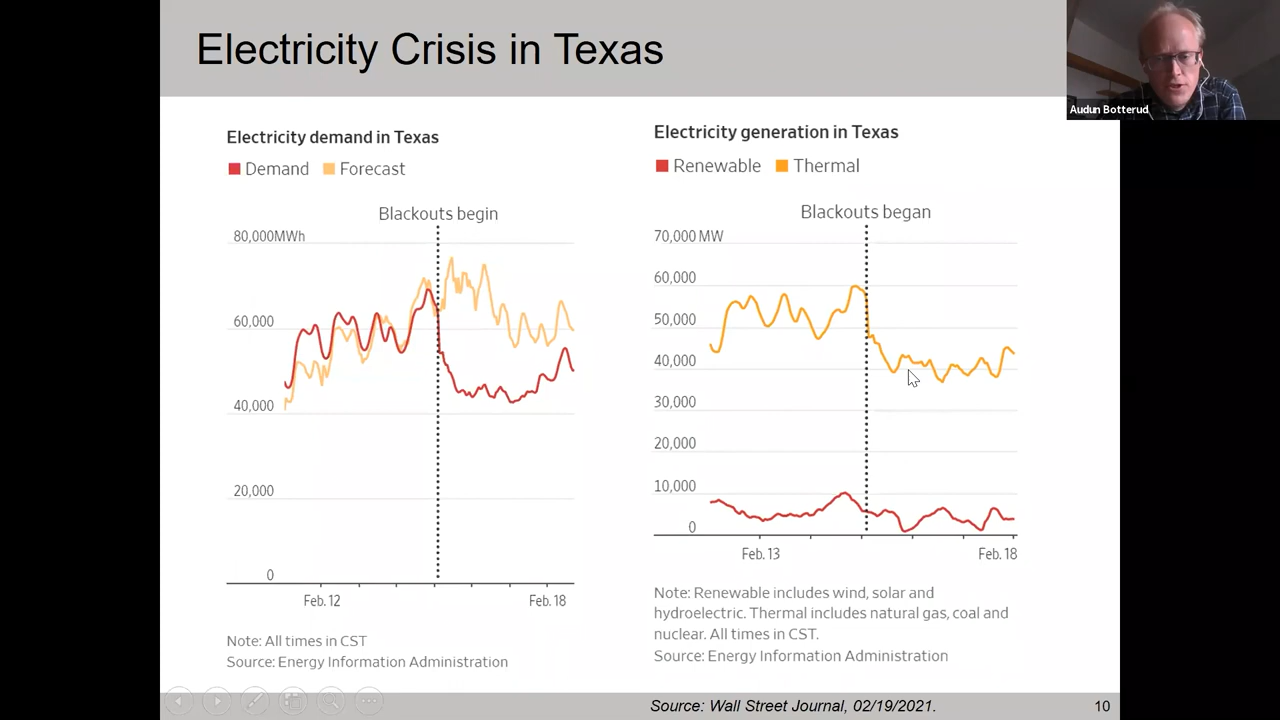 Electricity Crisis in Texas
Audun Botterud
Electricity demand in Texas
Demand Forecast
Blackouts begin
80,000MWh
60,000
40,000
20,000
0
Feb. 12 Feb. 18
Note: All times in CST
Source: Energy Information Administration
Electricity generation in Texas
Renewable Thermal
Blackouts began
70,000 MW
60,000
50,000
40,000
30,000
20,000
10,000
0
Feb. 13 Feb. 18
Note: Renewable includes wind, solar and
hydroelectric. Thermal includes natural gas, coal and
nuclear. All times in CST.
Source: Energy Information Administration
Source: Wall Street Journal, 02/19/2021.
10